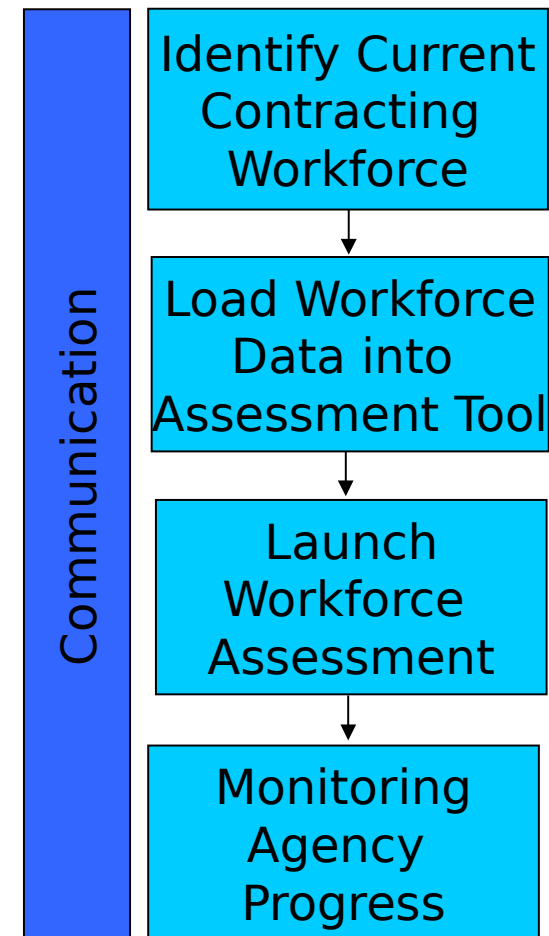 Communication
Identify Current
Contracting
Workforce
Load Workforce
Data into
Assessment Tool
Launch
Workforce
Assessment
Monitoring
Agency
Progress